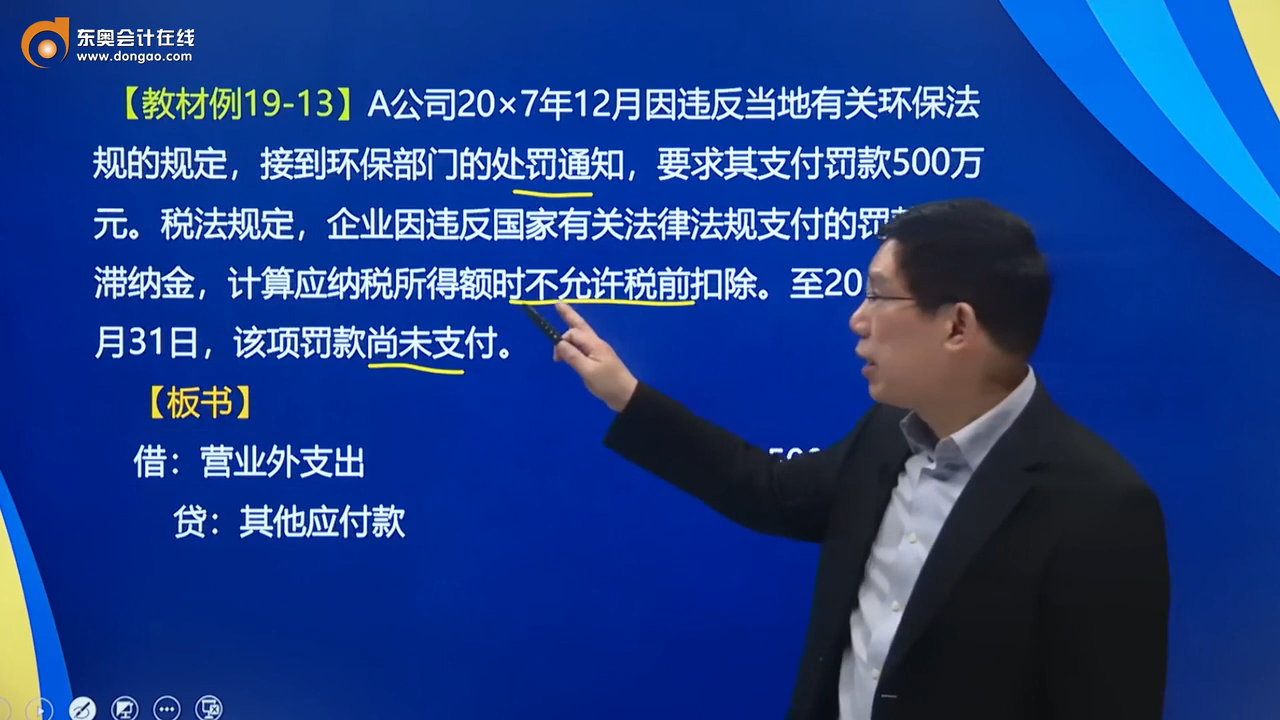 东奥会计在线
www.dongao.com
【教材例19-13】A公司20×7年12月因违反当地有关环保法
规的规定，接到环保部门的处罚通知，要求其支付罚款500万
元。税法规定，企业因违反国家有关法律法规支付的罚
滞纳金，计算应纳税所得额时不允许税前扣除。至20
月31日，该项罚款尚未支付。
【板书】
借：营业外支出
贷：其他应付款